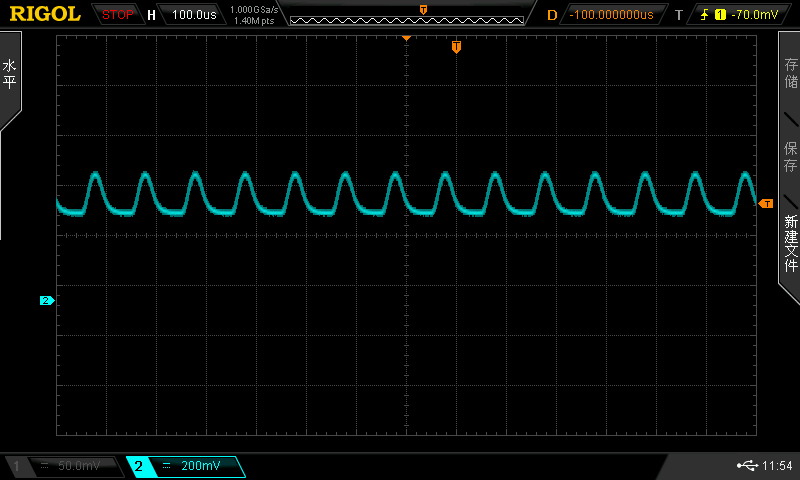 RIGOL STOP H 100.0us 1.000GSa/s D -100.000000us T 1 -70.0mV
1.40M pts
T
T
水平
存储
保存
新建文件
T
2
1 50.0mV 2 200mV 11:54